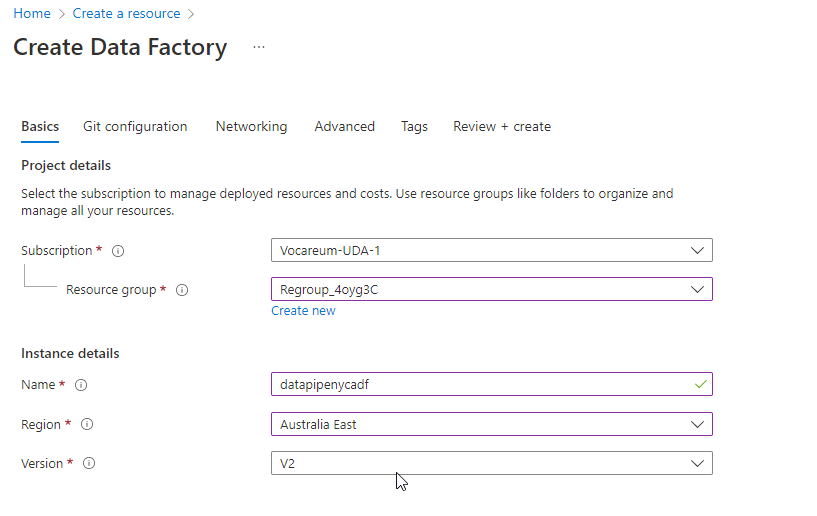 Home > Create a resource >
Create Data Factory ...
Basics Git configuration Networking Advanced Tags Review + create
Project details
Select the subscription to manage deployed resources and costs. Use resource groups like folders to organize and
manage all your resources.
Subscription * Vocareum-UDA-1
Resource group * Regroup_4oyg3C
Create new
Instance details
Name * datapipenycadf
Region * Australia East
Version * V2